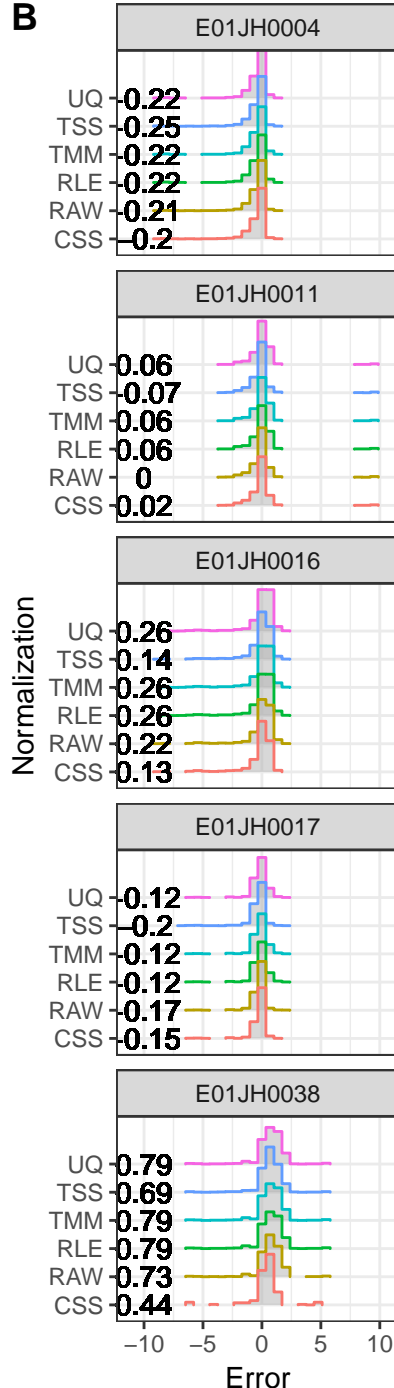 B
E01JH0004
UQ -0.22
TSS -0.25
TMM -0.22
RLE -0.22
RAW -0.21
CSS −0.2
E01JH0011
UQ 0.06
TSS -0.07
TMM 0.06
RLE 0.06
RAW 0
CSS 0.02
E01JH0016
UQ 0.26
TSS 0.14
TMM 0.26
RLE 0.26
RAW 0.22
CSS 0.13
Normalization
E01JH0017
UQ -0.12
TSS −0.2
TMM -0.12
RLE -0.12
RAW -0.17
CSS -0.15
E01JH0038
UQ 0.79
TSS 0.69
TMM 0.79
RLE 0.79
RAW 0.73
CSS 0.44
−10 −5 0 5 10
Error